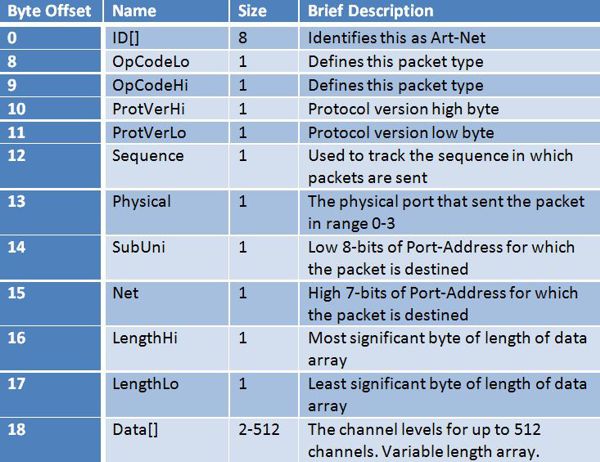 Byte Offset Name Size Brief Description
0 ID[] 8 Identifies this as Art-Net
8 OpCodeLo 1 Defines this packet type
9 OpCodeHi 1 Defines this packet type
10 ProtVerHi 1 Protocol version high byte
11 ProtVerLo 1 Protocol version low byte
12 Sequence 1 Used to track the sequence in which
packets are sent
13 Physical 1 The physical port that sent the packet
in range 0-3
14 SubUni 1 Low 8-bits of Port-Address for which
the packet is destined
15 Net 1 High 7-bits of Port-Address for which
the packet is destined
16 LengthHi 1 Most significant byte of length of data
array
17 LengthLo 1 Least significant byte of length of data
array
18 Data[] 2-512 The channel levels for up to 512
channels. Variable length array.